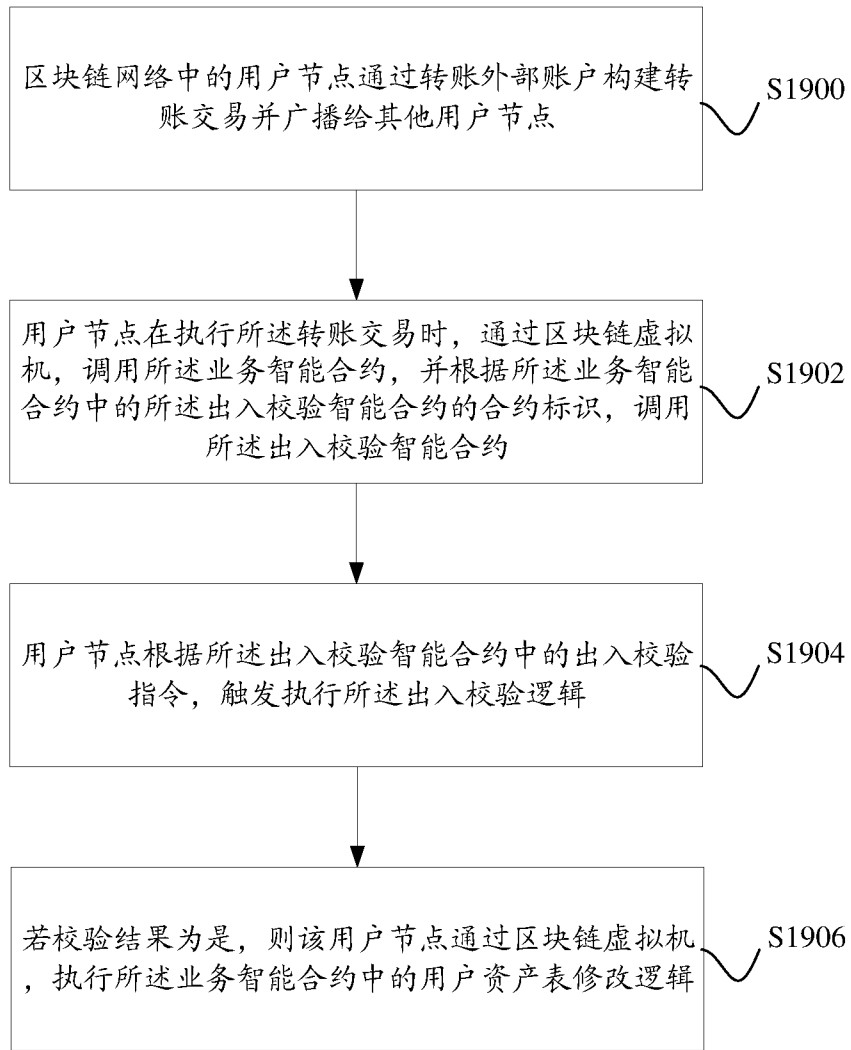 区块链网络中的用户节点通过转账外部账户构建转
账交易并广播给其他用户节点
S1900
用户节点在执行所述转账交易时，通过区块链虚拟
机，调用所述业务智能合约，并根据所述业务智能
合约中的所述出入校验智能合约的合约标识，调用
所述出入校验智能合约
S1902
用户节点根据所述出入校验智能合约中的出入校验
指令，触发执行所述出入校验逻辑
S1904
若校验结果为是，则该用户节点通过区块链虚拟机
，执行所述业务智能合约中的用户资产表修改逻辑
S1906